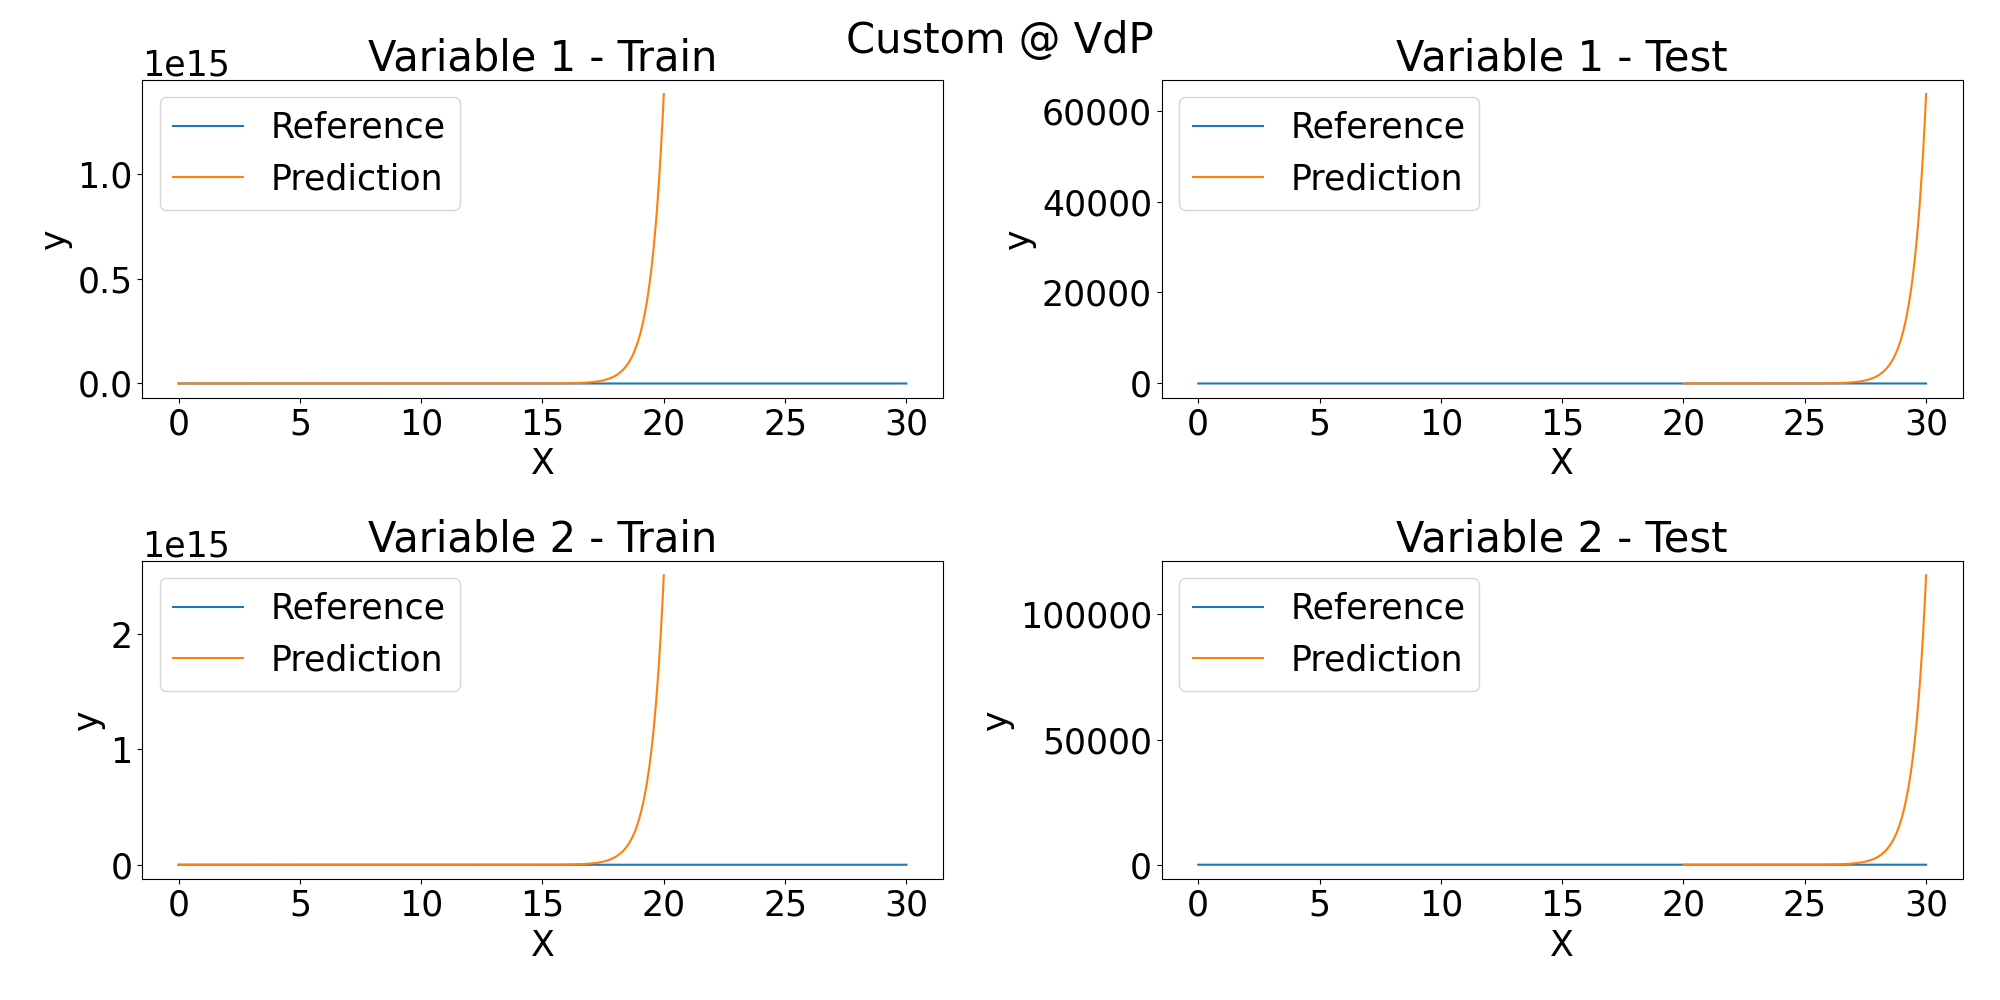 Custom @ VdP
Variable 1 - Train
1e15
Reference
Prediction
1.0
0.5
0.0
y
0 5 10 15 20 25 30
X
Variable 1 - Test
Reference
Prediction
60000
40000
20000
0
y
0 5 10 15 20 25 30
X
Variable 2 - Train
1e15
Reference
Prediction
2
1
0
y
0 5 10 15 20 25 30
X
Variable 2 - Test
Reference
Prediction
100000
50000
0
y
0 5 10 15 20 25 30
X